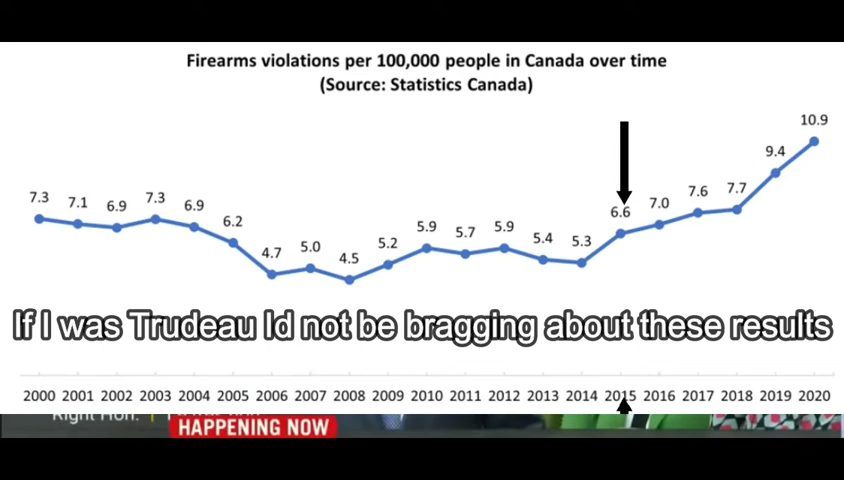 Firearms violations per 100,000 people in Canada over time
(Source: Statistics Canada)
7.3 7.1 6.9 7.3 6.9 6.2 4.7 5.0 4.5 5.2 5.9 5.7 5.9 5.4 5.3 6.6 7.0 7.6 7.7 9.4 10.9
If I was Trudeau Id not be bragging about these results
2000 2001 2002 2003 2004 2005 2006 2007 2008 2009 2010 2011 2012 2013 2014 2015 2016 2017 2018 2019 2020
Right Hon.
HAPPENING NOW